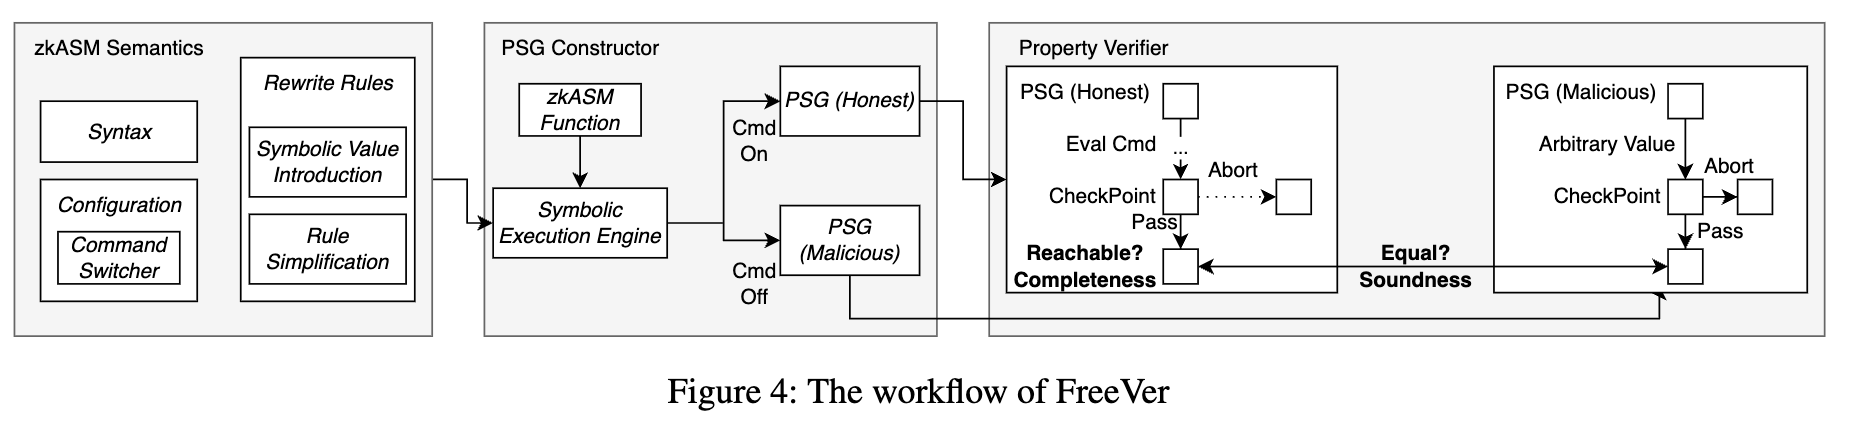 zkASM Semantics
Syntax
Configuration
Command
Switcher
Rewrite Rules
Symbolic Value
Introduction
Rule
Simplification
PSG Constructor
zkASM
Function
Symbolic
Execution Engine
Cmd
On
Cmd
Off
PSG (Honest)
PSG
(Malicious)
Property Verifier
PSG (Honest)
Eval Cmd
...
Abort
CheckPoint
Pass
Reachable?
Completeness
Equal?
Soundness
PSG (Malicious)
Arbitrary Value
Abort
CheckPoint
Pass
Figure 4: The workflow of FreeVer